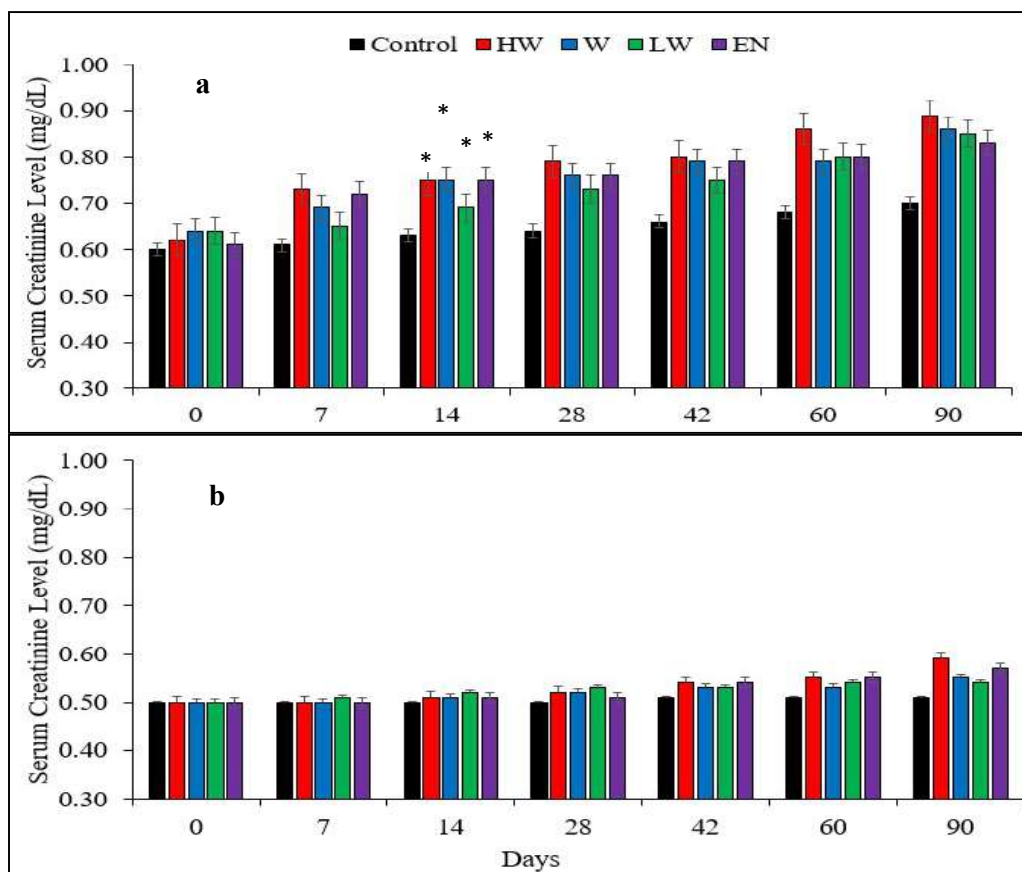 Control HW W LW EN
a
Serum Creatinine Level (mg/dL)
1.00
0.90
0.80
0.70
0.60
0.50
0.40
0.30
* * * *
0 7 14 28 42 60 90
b
Serum Creatinine Level (mg/dL)
1.00
0.90
0.80
0.70
0.60
0.50
0.40
0.30
0 7 14 28 42 60 90
Days